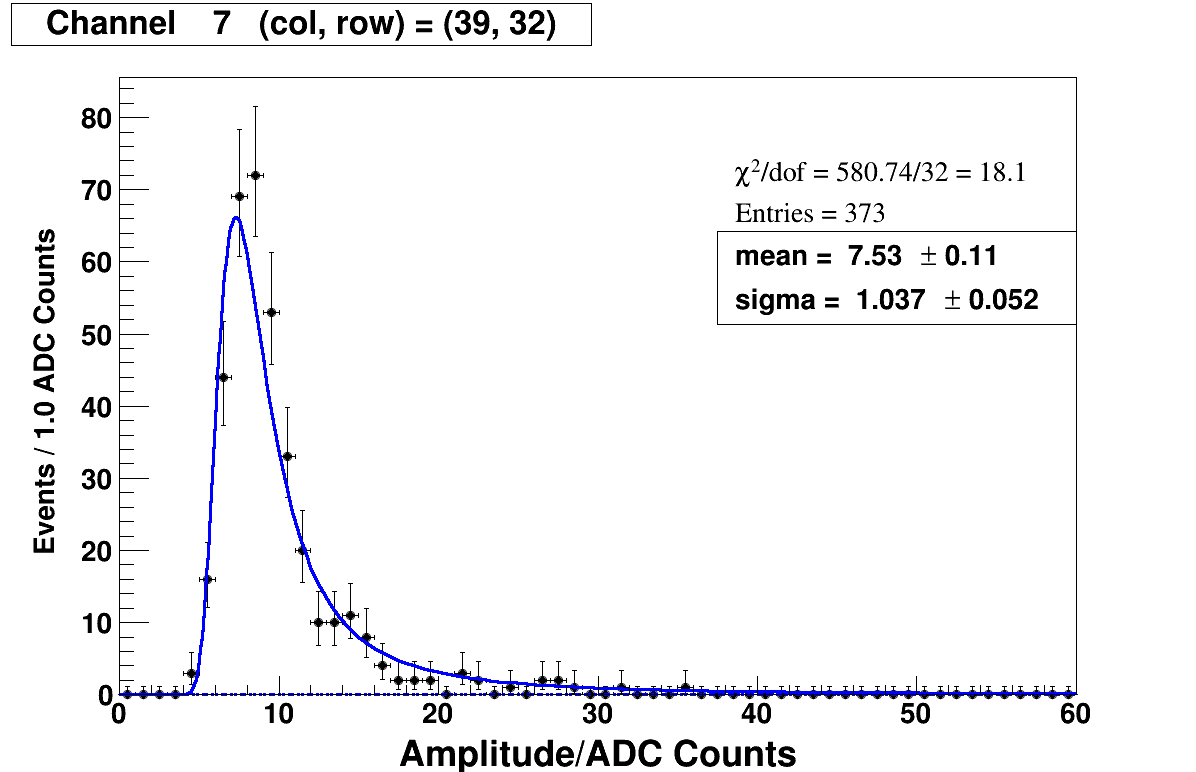 Channel 7 (col, row) = (39, 32)
χ²/dof = 580.74/32 = 18.1
Entries = 373
mean = 7.53 ± 0.11
sigma = 1.037 ± 0.052
Events / 1.0 ADC Counts
80
70
60
50
40
30
20
10
0
0 10 20 30 40 50 60
Amplitude/ADC Counts